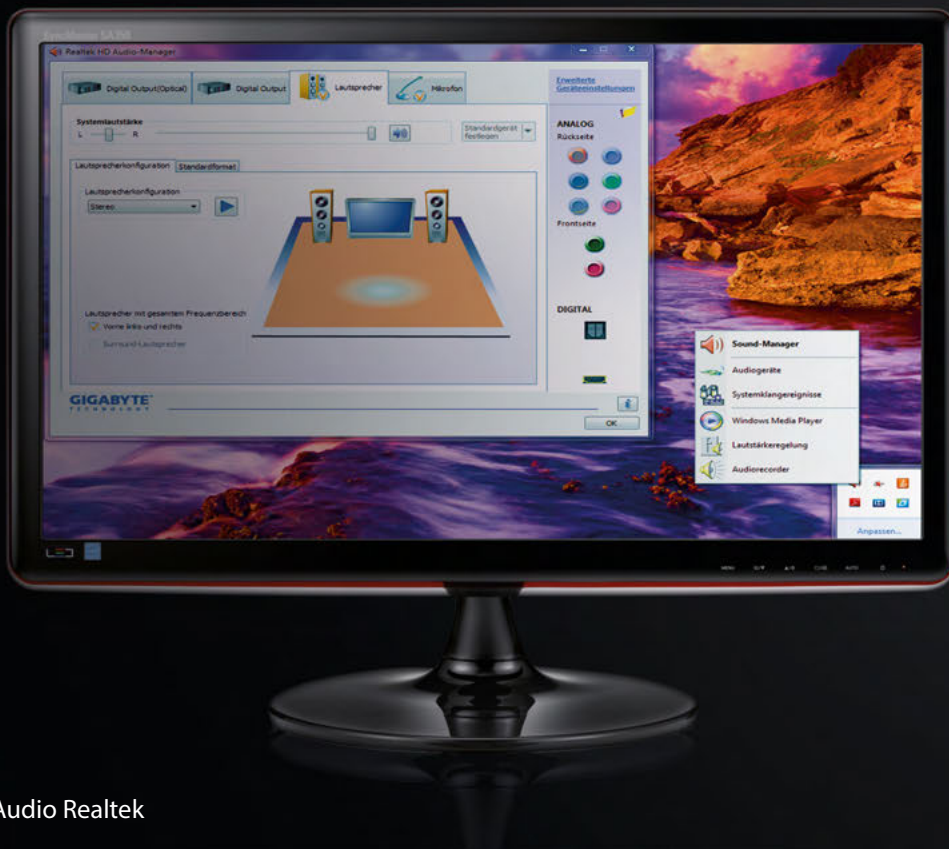 SyncMaster SA350
Realtek HD Audio-Manager
Digital Output(Optical)
Digital Output
Lautsprecher
Mikrofon
Erweiterte
Geräteeinstellungen
Systemlautstärke
L
R
Standardgerät
festlegen
ANALOG
Rückseite
Lautsprecherkonfiguration
Standardformat
Lautsprecherkonfiguration
Stereo
Frontseite
Lautsprecher mit gesamtem Frequenzbereich
Vorne links und rechts
Surround-Lautsprecher
DIGITAL
GIGABYTE
TECHNOLOGY
OK
Sound-Manager
Audiogeräte
Systemklangereignisse
Windows Media Player
Lautstärkeregelung
Audiorecorder
Anpassen...
MENU
AUTO
Audio Realtek